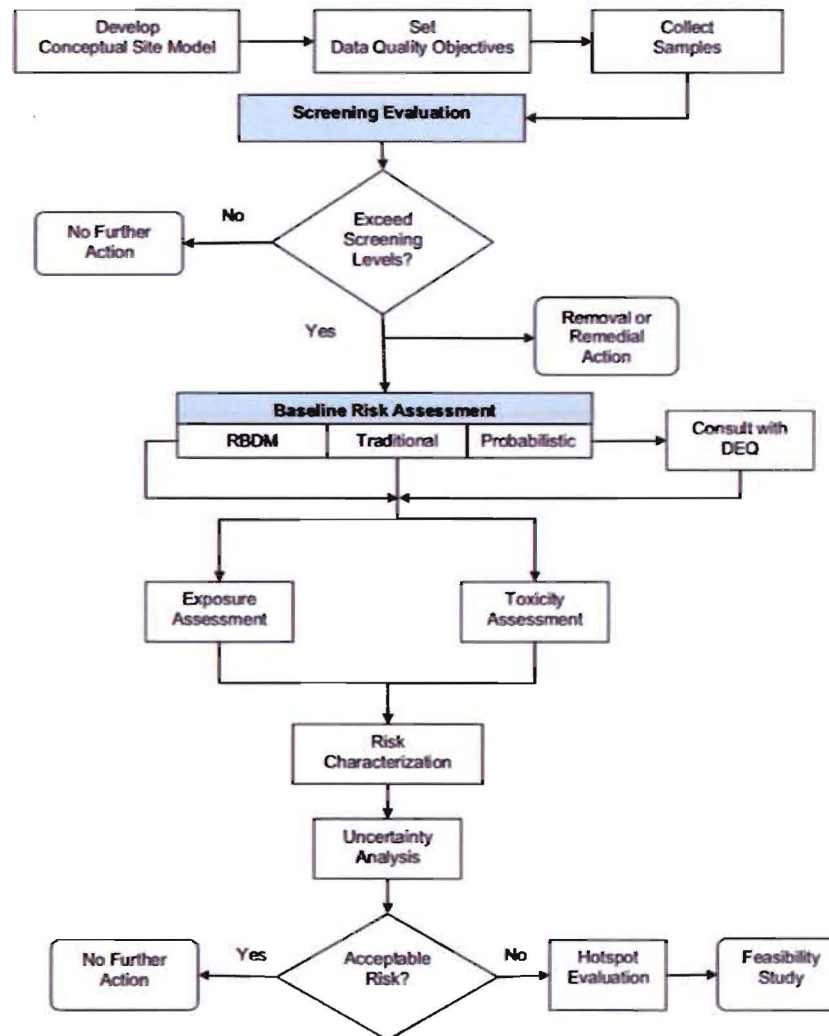 Develop
Conceptual Site Model
Set
Data Quality Objectives
Collect
Samples
Screening Evaluation
No
No Further
Action
Exceed
Screening
Levels?
Yes
Removal or
Remedial
Action
Baseline Risk Assessment
RBDM
Traditional
Probabilistic
Consult with
DEQ
Exposure
Assessment
Toxicity
Assessment
Risk
Characterization
Uncertainty
Analysis
No Further
Action
Yes
Acceptable
Risk?
No
Hotspot
Evaluation
Feasibility
Study